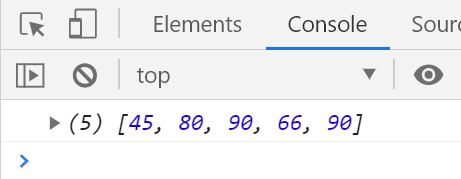 Elements Console Sour
top
(5) [45, 80, 90, 66, 90]